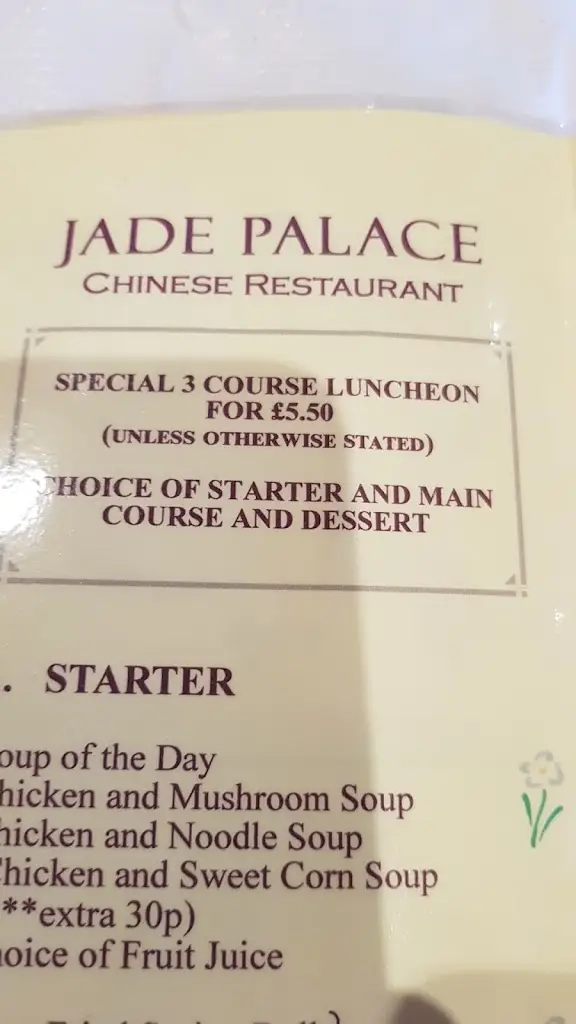 JADE PALACE
CHINESE RESTAURANT
SPECIAL 3 COURSE LUNCHEON
FOR £5.50
(UNLESS OTHERWISE STATED)
CHOICE OF STARTER AND MAIN
COURSE AND DESSERT
. STARTER
oup of the Day
hicken and Mushroom Soup
hicken and Noodle Soup
Chicken and Sweet Corn Soup
**extra 30p)
hoice of Fruit Juice